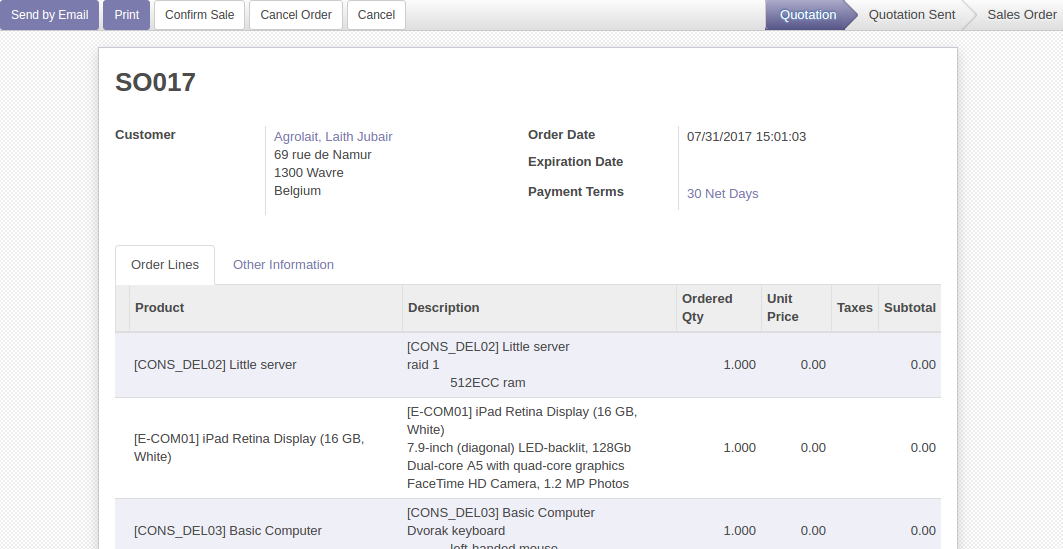 Send by Email Print Confirm Sale Cancel Order Cancel Quotation Quotation Sent Sales Order
SO017
Customer
Agrolait, Laith Jubair
69 rue de Namur
1300 Wavre
Belgium
Order Date 07/31/2017 15:01:03
Expiration Date
Payment Terms 30 Net Days
Order Lines Other Information
Product Description Ordered Qty Unit Price Taxes Subtotal
[CONS_DEL02] Little server
[CONS_DEL02] Little server
raid 1
512ECC ram
1.000 0.00 0.00
[E-COM01] iPad Retina Display (16 GB,
White)
[E-COM01] iPad Retina Display (16 GB,
White)
7.9-inch (diagonal) LED-backlit, 128Gb
Dual-core A5 with quad-core graphics
FaceTime HD Camera, 1.2 MP Photos
1.000 0.00 0.00
[CONS_DEL03] Basic Computer
[CONS_DEL03] Basic Computer
Dvorak keyboard
left-handed mouse
1.000 0.00 0.00